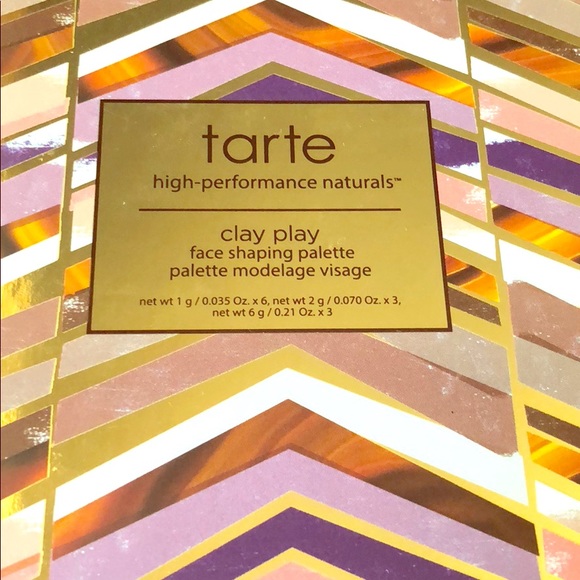 tarte
high-performance naturals™
clay play
face shaping palette
palette modelage visage
net wt 1 g / 0.035 Oz. x 6, net wt 2 g / 0.070 Oz. x 3,
net wt 6 g / 0.21 Oz. x 3